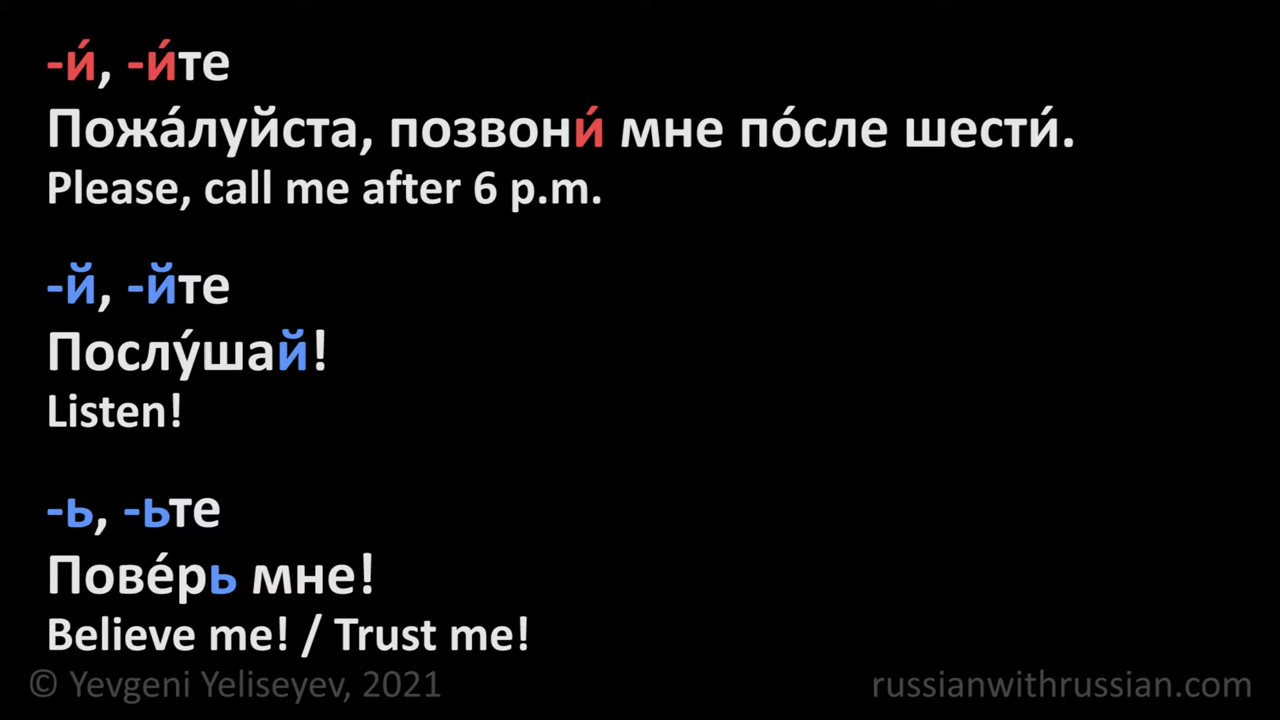 -и́, -и́те
Пожа́луйста, позвони́ мне по́сле шести́.
Please, call me after 6 p.m.
-й, -йте
Послу́шай!
Listen!
-ь, -ьте
Пове́рь мне!
Believe me! / Trust me!
© Yevgeni Yeliseyev, 2021 russianwithrussian.com